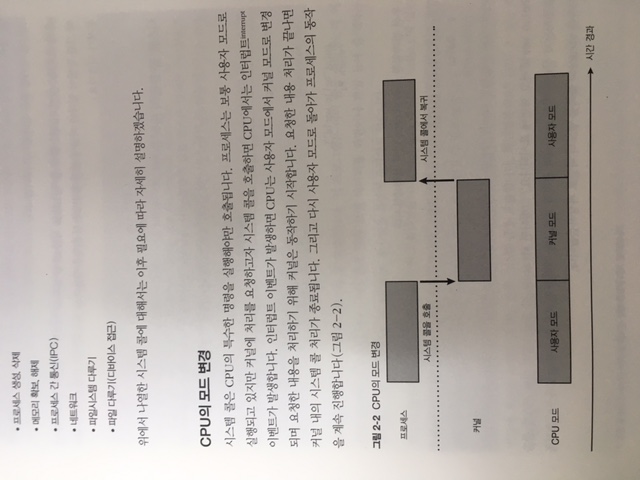 • 프로세스 생성, 삭제
• 메모리 확보, 해제
• 프로세스 간 통신(IPC)
• 네트워크
• 파일시스템 다루기
• 파일 다루기(디바이스 접근)
위에서 나열한 시스템 콜에 대해서는 이후 필요에 따라 자세히 설명하겠습니다.
CPU의 모드 변경
시스템 콜은 CPU의 특수한 명령을 실행해야만 호출됩니다. 프로세스는 보통 사용자 모드로
실행되고 있지만 커널에 처리를 요청하고자 시스템 콜을 호출하면 CPU에서는 인터럽트interrupt
이벤트가 발생합니다. 인터럽트 이벤트가 발생하면 CPU는 사용자 모드에서 커널 모드로 변경
되며 요청한 내용을 처리하기 위해 커널은 동작하기 시작합니다. 요청한 내용 처리가 끝나면
커널 내의 시스템 콜 처리가 종료됩니다. 그리고 다시 사용자 모드로 돌아가 프로세스의 동작
을 계속 진행합니다(그림 2-2).
그림 2-2 CPU의 모드 변경
프로세스
시스템 콜을 호출 시스템 콜에서 복귀
커널
CPU 모드 사용자 모드 커널 모드 사용자 모드
시간 경과